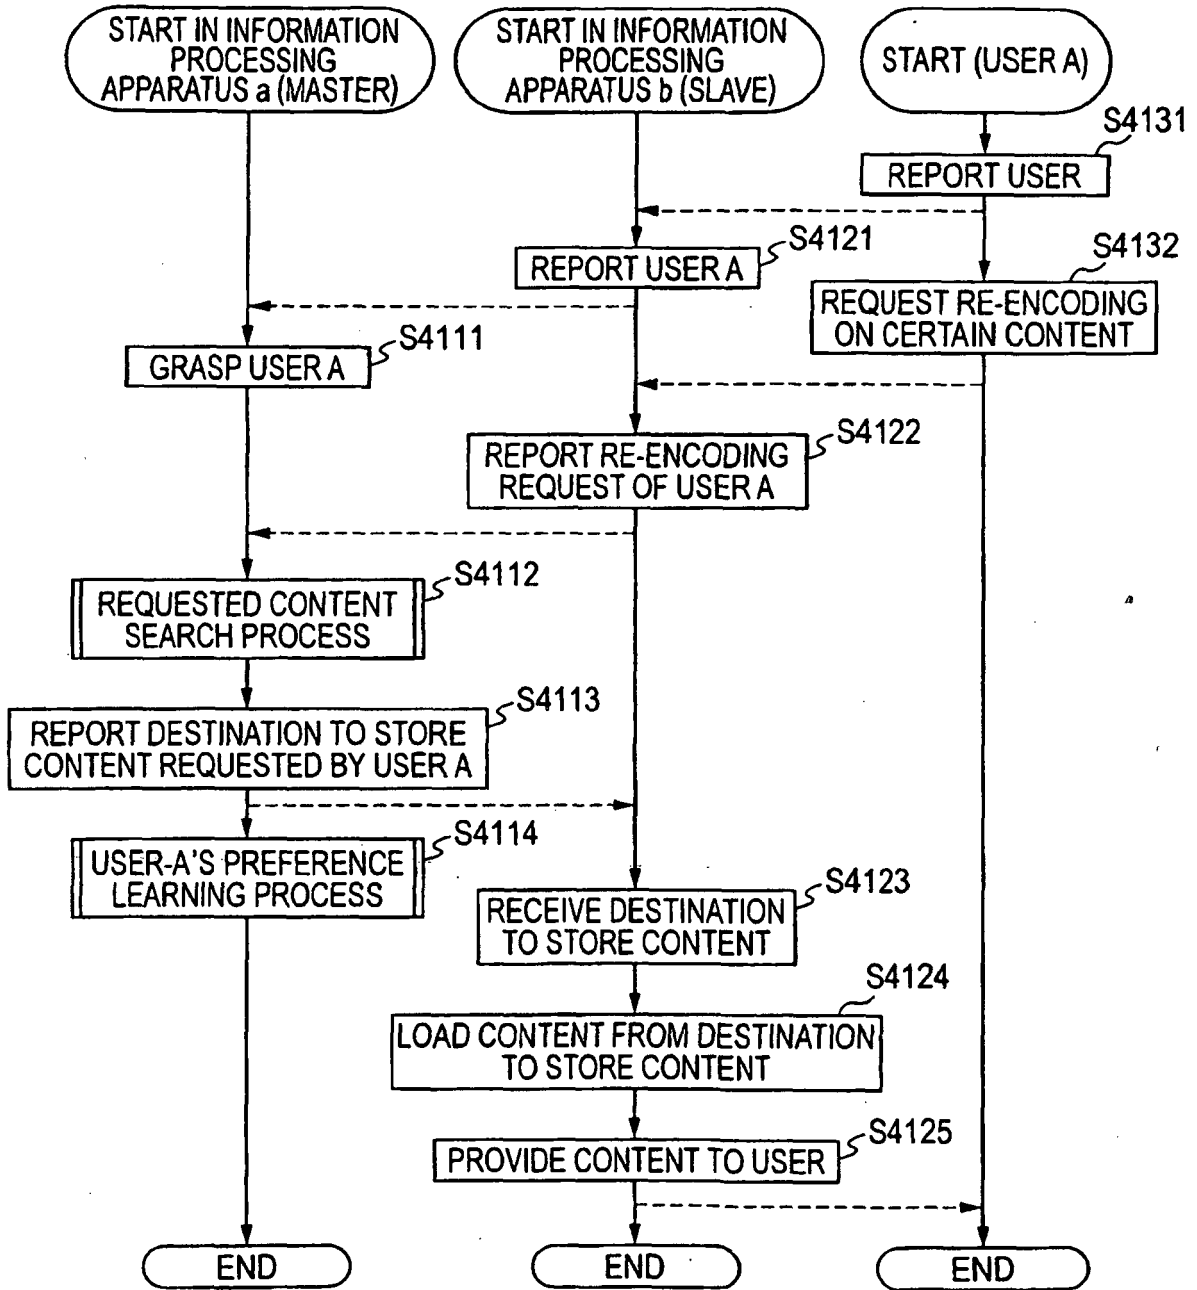 START IN INFORMATION
PROCESSING
APPARATUS a (MASTER)
START IN INFORMATION
PROCESSING
APPARATUS b (SLAVE)
START (USER A)
S4131
REPORT USER
S4121
REPORT USER A
S4132
REQUEST RE-ENCODING
ON CERTAIN CONTENT
S4111
GRASP USER A
S4122
REPORT RE-ENCODING
REQUEST OF USER A
S4112
REQUESTED CONTENT
SEARCH PROCESS
S4113
REPORT DESTINATION TO STORE
CONTENT REQUESTED BY USER A
S4114
USER-A'S PREFERENCE
LEARNING PROCESS
S4123
RECEIVE DESTINATION
TO STORE CONTENT
S4124
LOAD CONTENT FROM DESTINATION
TO STORE CONTENT
S4125
PROVIDE CONTENT TO USER
END
END
END